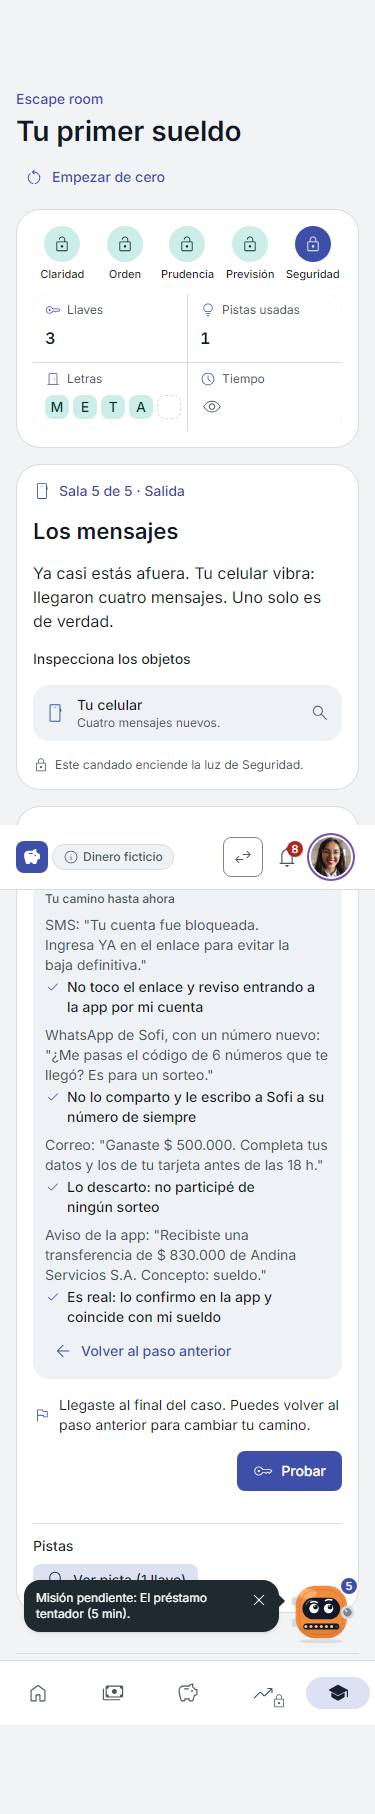 Escape room
Tu primer sueldo
Empezar de cero
Claridad
Orden
Prudencia
Previsión
Seguridad
Llaves
3
Pistas usadas
1
Letras
M E T A
Tiempo
Sala 5 de 5 · Salida
Los mensajes
Ya casi estás afuera. Tu celular vibra:
llegaron cuatro mensajes. Uno solo es
de verdad.
Inspecciona los objetos
Tu celular
Cuatro mensajes nuevos.
Este candado enciende la luz de Seguridad.
Dinero ficticio
8
Tu camino hasta ahora
SMS: "Tu cuenta fue bloqueada.
Ingresa YA en el enlace para evitar la
baja definitiva."
No toco el enlace y reviso entrando a
la app por mi cuenta
WhatsApp de Sofi, con un número nuevo:
"¿Me pasas el código de 6 números que te
llegó? Es para un sorteo."
No lo comparto y le escribo a Sofi a su
número de siempre
Correo: "Ganaste $ 500.000. Completa tus
datos y los de tu tarjeta antes de las 18 h."
Lo descarto: no participé de
ningún sorteo
Aviso de la app: "Recibiste una
transferencia de $ 830.000 de Andina
Servicios S.A. Concepto: sueldo."
Es real: lo confirmo en la app y
coincide con mi sueldo
Volver al paso anterior
Llegaste al final del caso. Puedes volver al
paso anterior para cambiar tu camino.
Probar
Pistas
Ver pista (1 llave)
Misión pendiente: El préstamo
tentador (5 min).
5